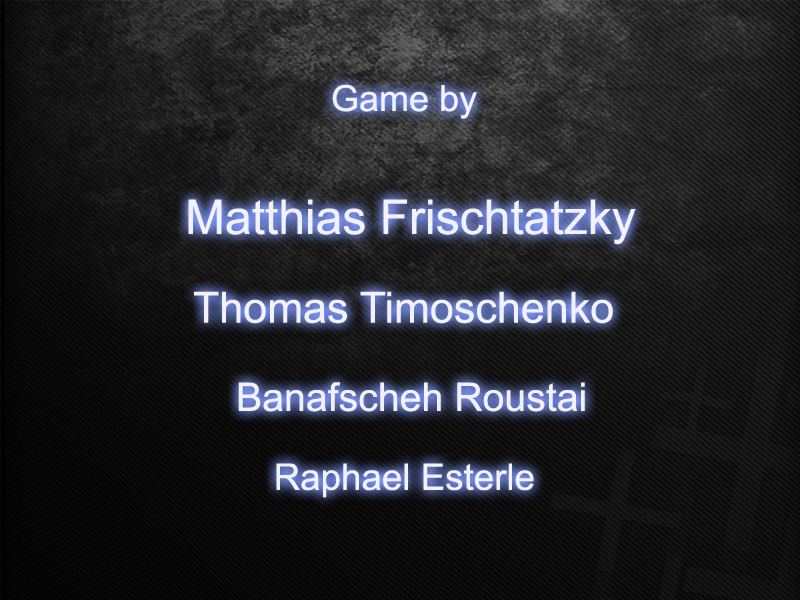 Game by
Matthias Frischtatzky
Thomas Timoschenko
Banafscheh Roustai
Raphael Esterle